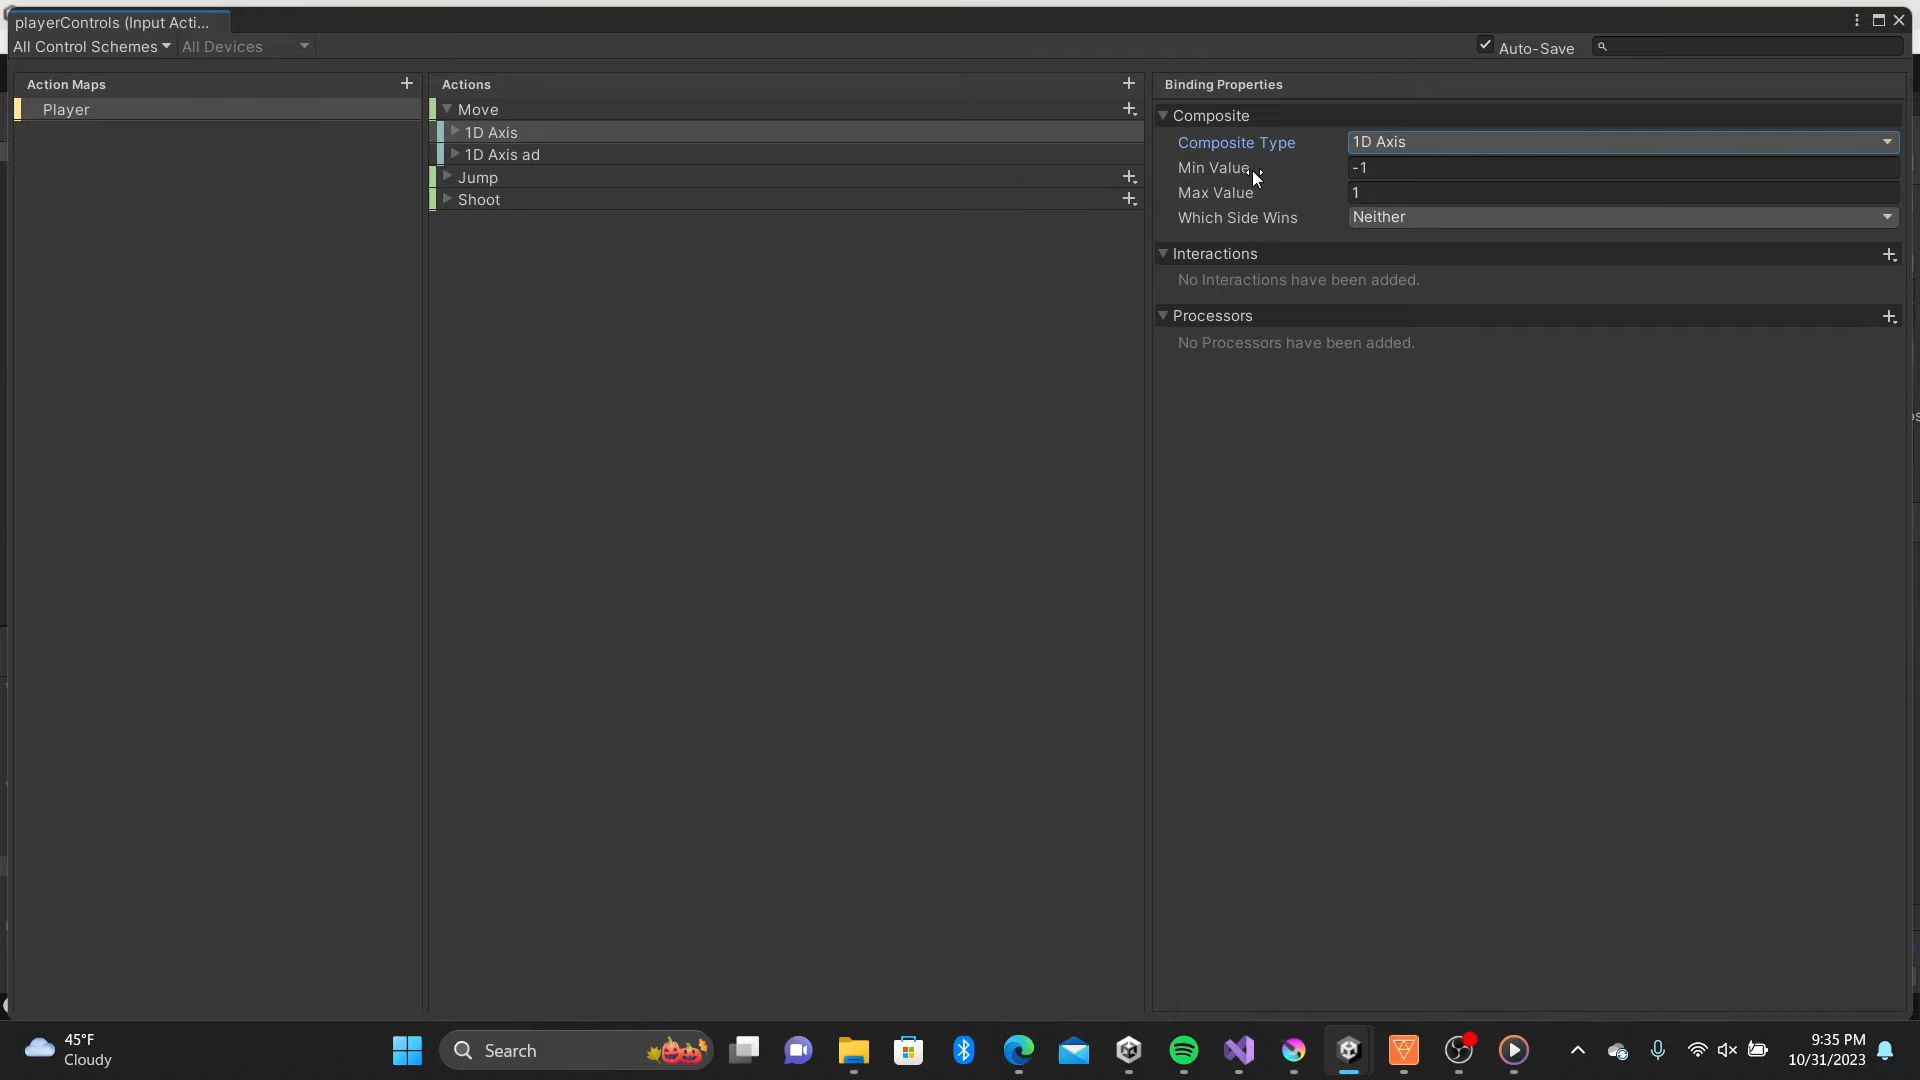 playerControls (Input Acti...
All Control Schemes
All Devices
Auto-Save
Action Maps
Player
Actions
Move
1D Axis
1D Axis ad
Jump
Shoot
Binding Properties
Composite
Composite Type 1D Axis
Min Value -1
Max Value 1
Which Side Wins Neither
Interactions
No Interactions have been added.
Processors
No Processors have been added.
45°F
Cloudy
Search
9:35 PM
10/31/2023